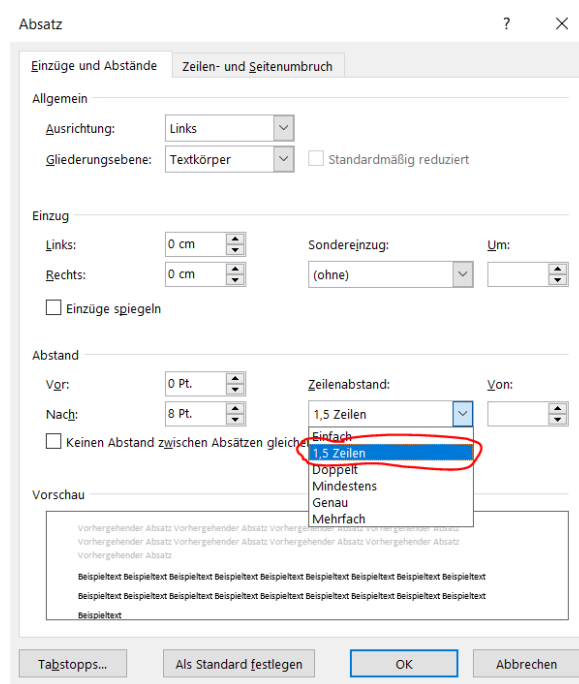 Absatz ? ×
Einzüge und Abstände Zeilen- und Seitenumbruch
Allgemein
Ausrichtung: Links
Gliederungsebene: Textkörper Standardmäßig reduziert
Einzug
Links: 0 cm Sondereinzug: Um:
Rechts: 0 cm (ohne)
Einzüge spiegeln
Abstand
Vor: 0 Pt. Zeilenabstand: Von:
Nach: 8 Pt. 1,5 Zeilen
Keinen Abstand zwischen Absätzen gleiche
Einfach
1,5 Zeilen
Doppelt
Mindestens
Genau
Mehrfach
Vorschau
Vorhergehender Absatz Vorhergehender Absatz Vorhergehender Absatz Vorhergehender Absatz
Vorhergehender Absatz Vorhergehender Absatz Vorhergehender Absatz Vorhergehender Absatz
Vorhergehender Absatz
Beispieltext Beispieltext Beispieltext Beispieltext Beispieltext Beispieltext Beispieltext Beispieltext Beispieltext
Beispieltext Beispieltext Beispieltext Beispieltext Beispieltext Beispieltext Beispieltext Beispieltext Beispieltext
Beispieltext
Tabstopps... Als Standard festlegen OK Abbrechen